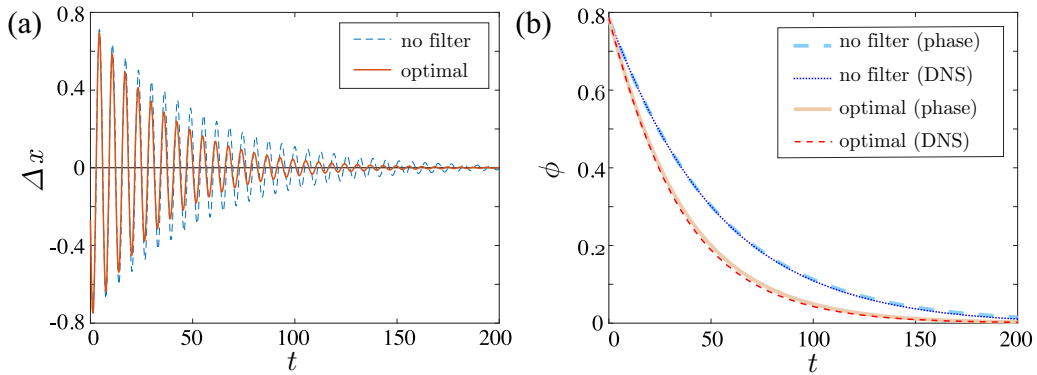 (a)
0.8
0.4
0
-0.4
-0.8
Δx
no filter
optimal
0 50 100 150 200
t
(b)
0.8
0.6
0.4
0.2
0
ϕ
no filter (phase)
no filter (DNS)
optimal (phase)
optimal (DNS)
0 50 100 150 200
t